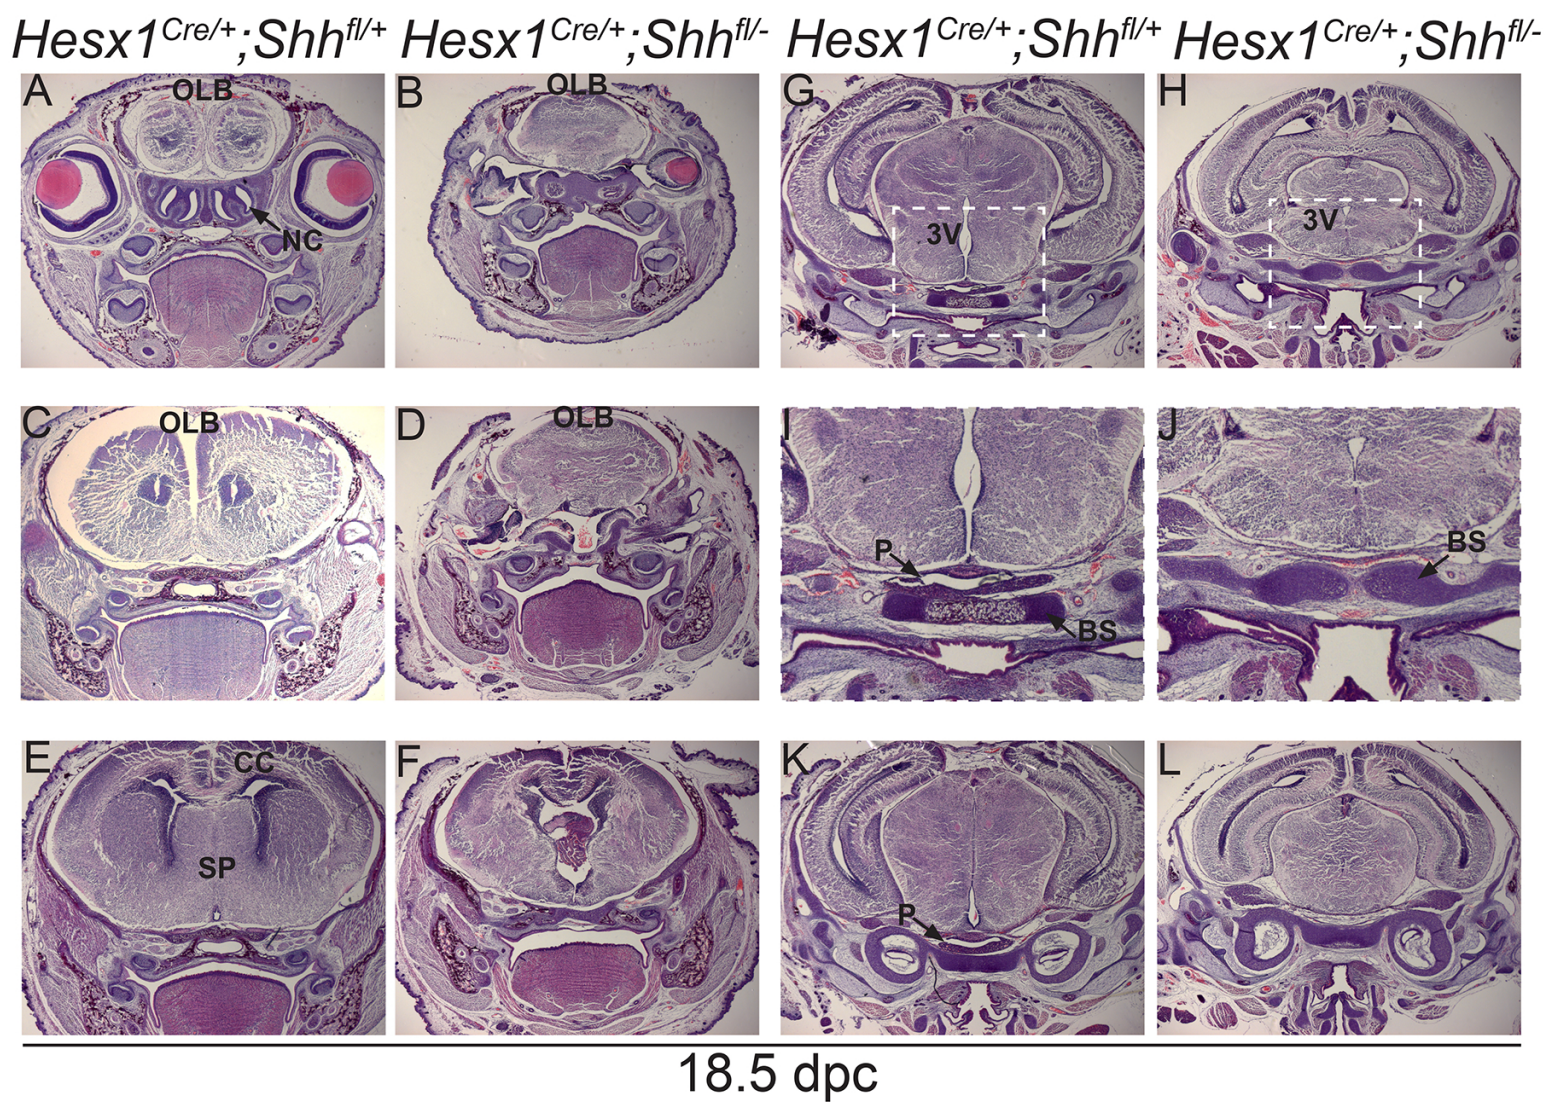 Hesx1Cre/+;Shhfl/+ Hesx1Cre/+;Shhfl/- Hesx1Cre/+;Shhfl/+ Hesx1Cre/+;Shhfl/-
A OLB B OLB G H
NC 3V 3V
C OLB D OLB I J
P BS BS
E CC F K L
SP P
18.5 dpc